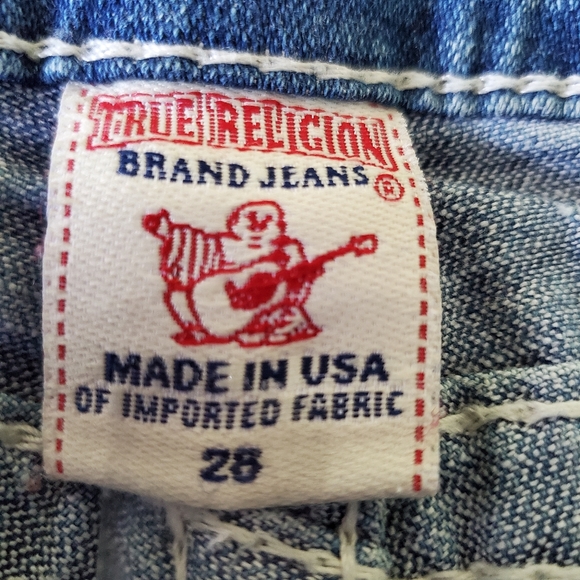 TRUE RELIGION
BRAND JEANS ®
MADE IN USA
OF IMPORTED FABRIC
28